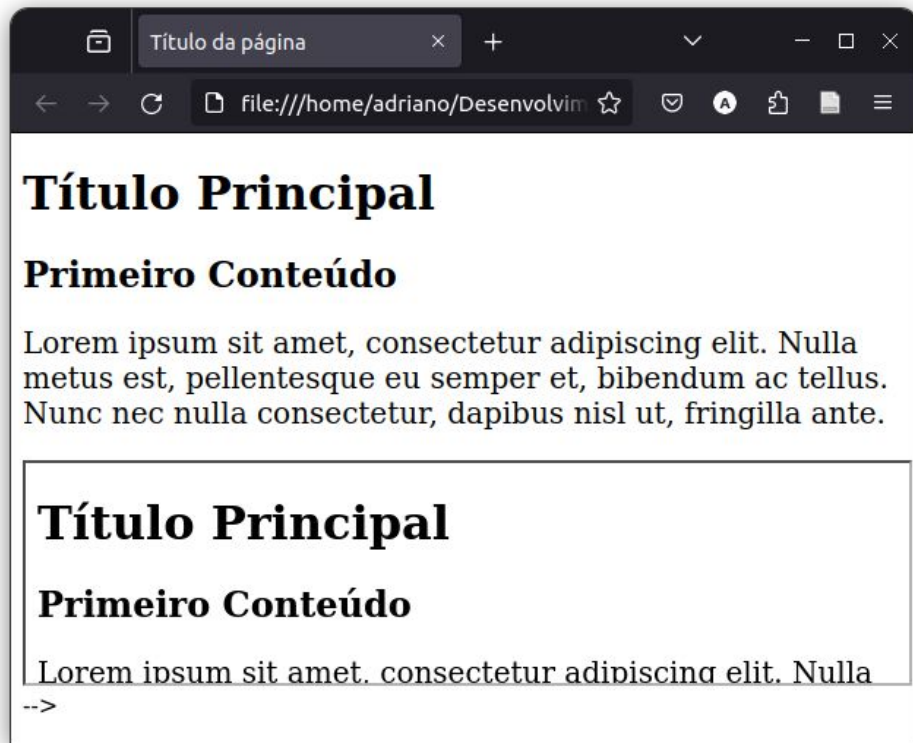 Título da página
file:///home/adriano/Desenvolvim
A
Título Principal
Primeiro Conteúdo
Lorem ipsum sit amet, consectetur adipiscing elit. Nulla
metus est, pellentesque eu semper et, bibendum ac tellus.
Nunc nec nulla consectetur, dapibus nisl ut, fringilla ante.
Título Principal
Primeiro Conteúdo
Lorem ipsum sit amet, consectetur adipiscing elit. Nulla
-->